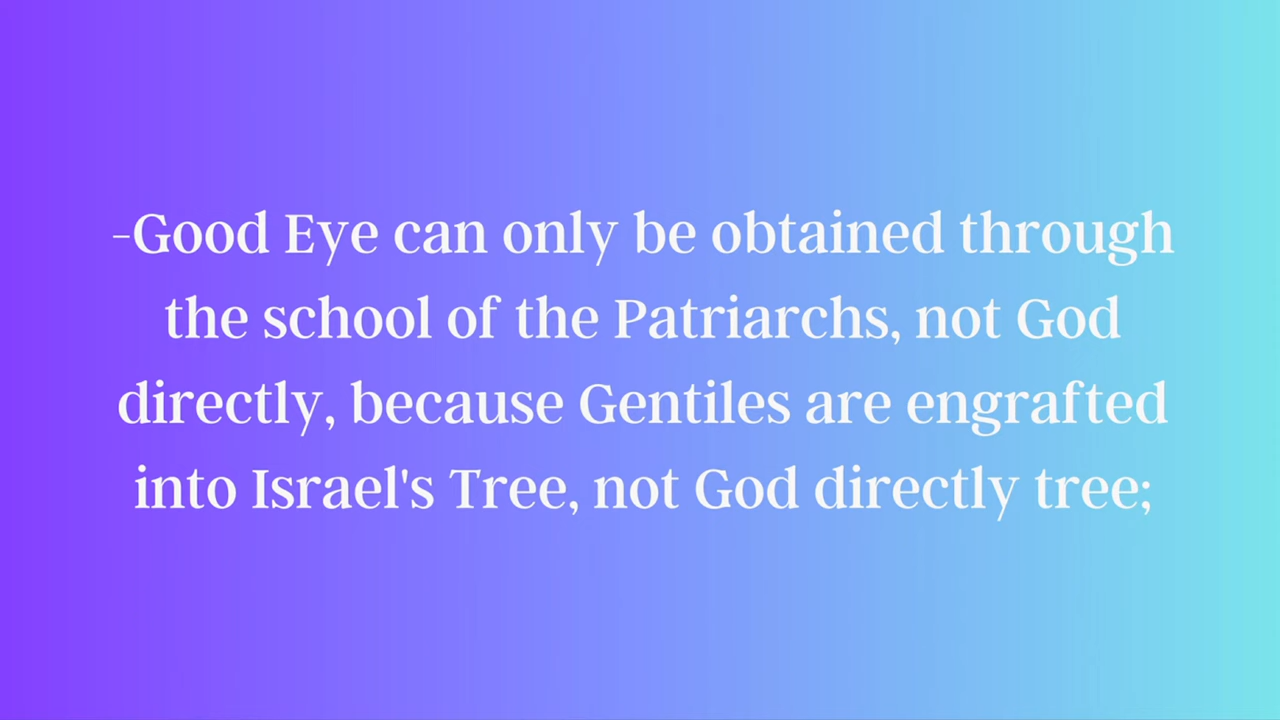 -Good Eye can only be obtained through
the school of the Patriarchs, not God
directly, because Gentiles are engrafted
into Israel's Tree, not God directly tree;